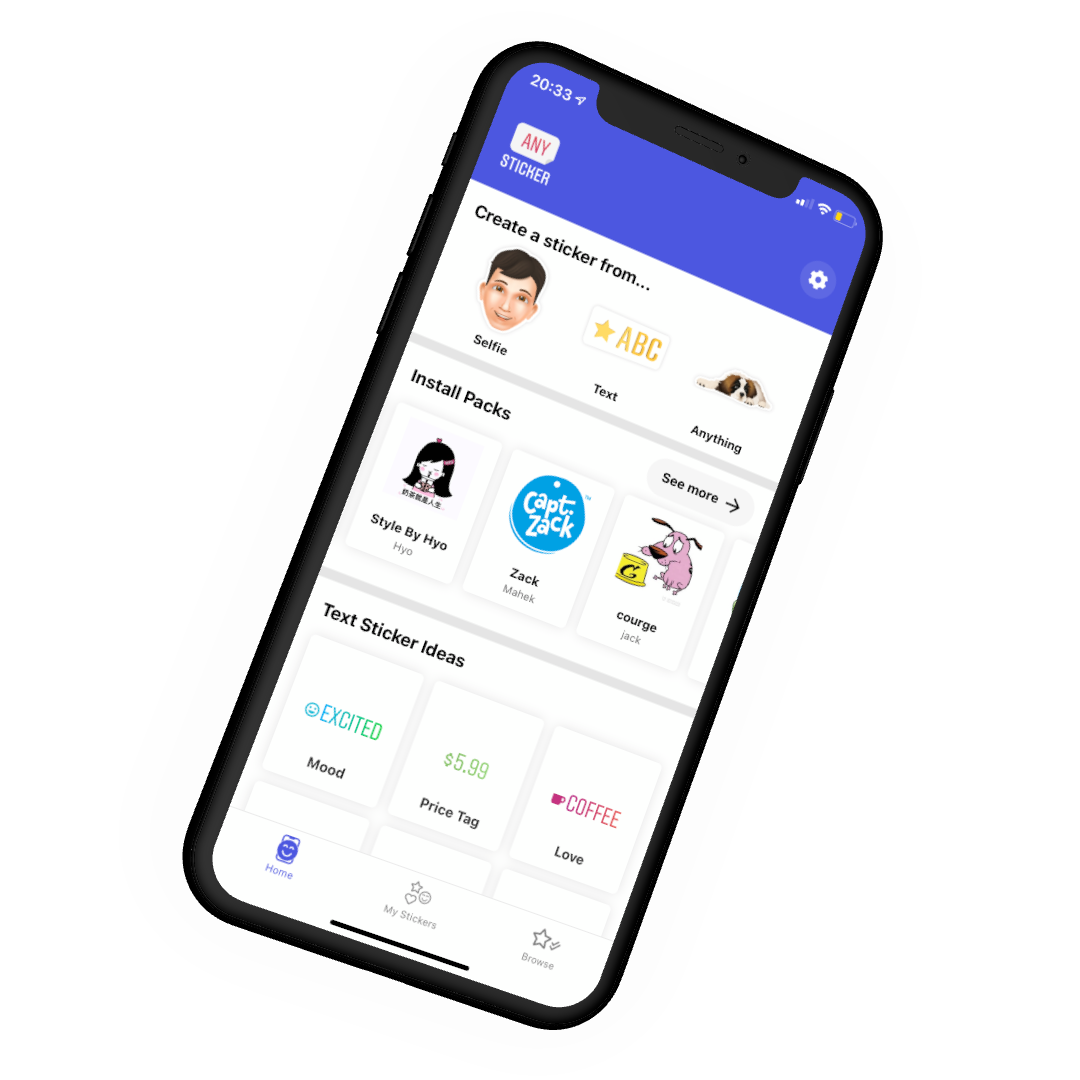 20:33
ANY
STICKER
Create a sticker from...
Selfie
ABC
Text
Anything
Install Packs
See more
奶茶就是人生
Style By Hyo
Hyo
Capt.
Zack
TM
Zack
Mahek
C
courge
jack
Text Sticker Ideas
EXCITED
Mood
$5.99
Price Tag
COFFEE
Love
Home
My Stickers
Browse